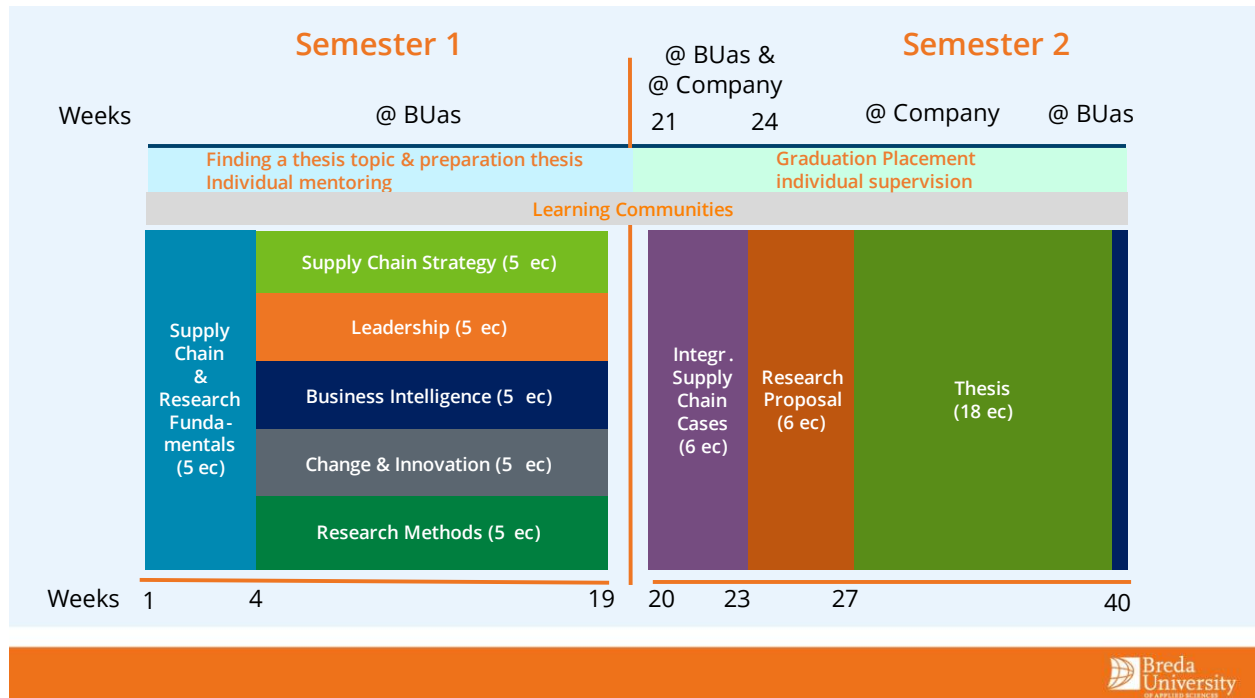 Semester 1
@ BUas &
@ Company
Semester 2
Weeks
@ BUas
21
24
@ Company
@ BUas
Finding a thesis topic & preparation thesis
Individual mentoring
Graduation Placement
individual supervision
Learning Communities
Supply
Chain
&
Research
Funda-
mentals
(5 ec)
Supply Chain Strategy (5 ec)
Leadership (5 ec)
Business Intelligence (5 ec)
Change & Innovation (5 ec)
Research Methods (5 ec)
Integr.
Supply
Chain
Cases
(6 ec)
Research
Proposal
(6 ec)
Thesis
(18 ec)
Weeks
1
4
19
20
23
27
40
Breda
University
OF APPLIED SCIENCES